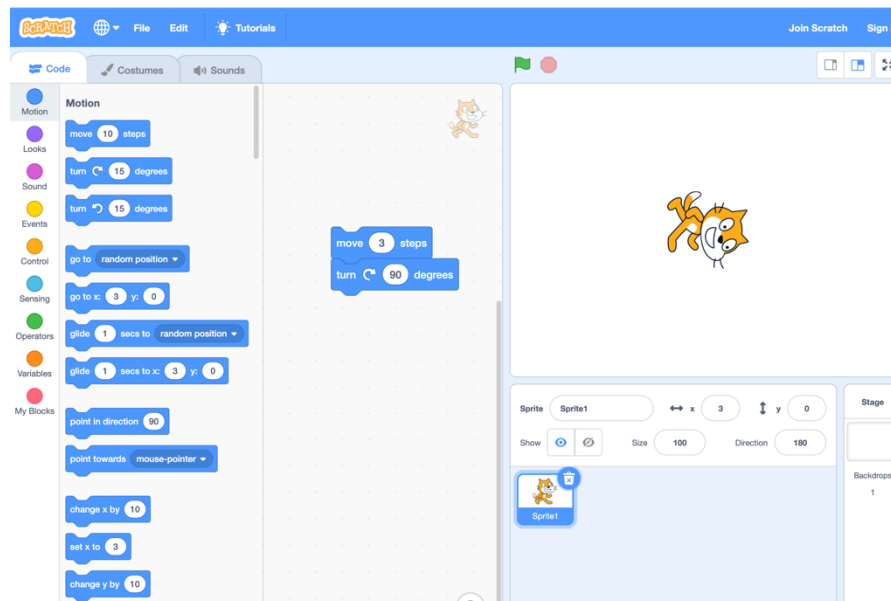 SCRATCH File Edit Tutorials Join Scratch Sign
Code Costumes Sounds
Motion
Looks
Sound
Events
Control
Sensing
Operators
Variables
My Blocks
Motion
move 10 steps
turn 15 degrees
turn 15 degrees
go to random position
go to x: 3 y: 0
glide 1 secs to random position
glide 1 secs to x: 3 y: 0
point in direction 90
point towards mouse-pointer
change x by 10
set x to 3
change y by 10
move 3 steps
turn 90 degrees
Sprite Sprite1 x 3 y 0
Show Size 100 Direction 180
Sprite1
Stage
Backdrops
1